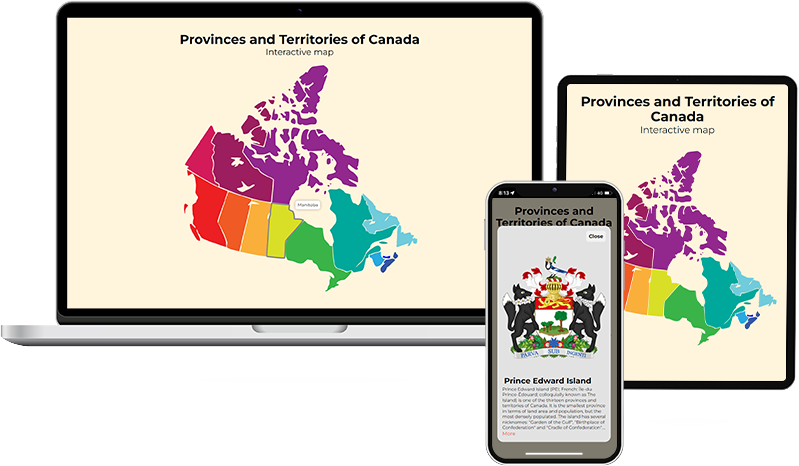 Provinces and Territories of Canada
Interactive map
Manitoba
Provinces and Territories of
Canada
Interactive map
8:13
4G
Provinces and
Territories of Canada
Close
PARVA SUB INGENTI
Prince Edward Island
Prince Edward Island (PEI; French: Île-du-
Prince-Édouard; colloquially known as The
Island) is one of the thirteen provinces and
territories of Canada. It is the smallest province
in terms of land area and population, but the
most densely populated. The island has several
nicknames: "Garden of the Gulf", "Birthplace of
Confederation" and "Cradle of Confederation"...
More